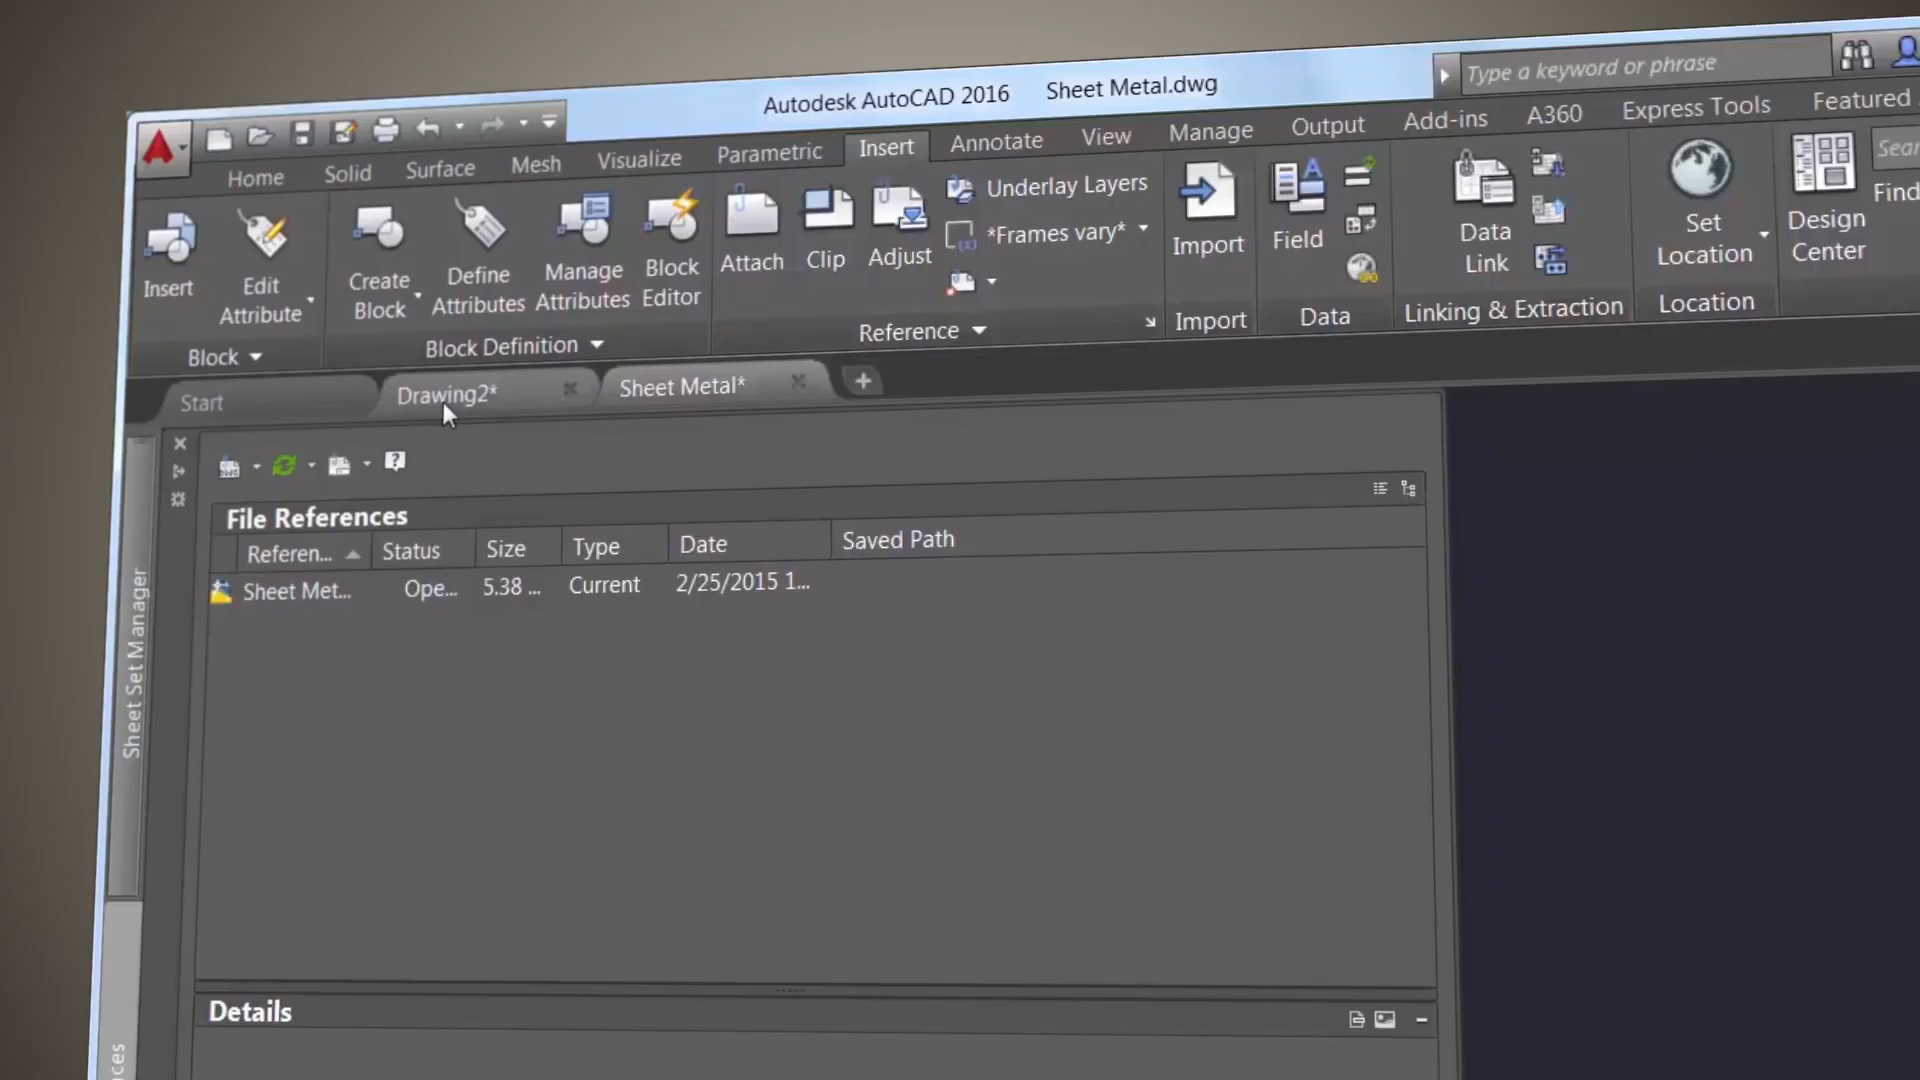 Autodesk AutoCAD 2016 Sheet Metal.dwg
Type a keyword or phrase
Home Solid Surface Mesh Visualize Parametric Insert Annotate View Manage Output Add-ins A360 Express Tools Featured
Insert
Edit Attribute
Block
Create Block
Define Attributes
Manage Attributes
Block Editor
Block Definition
Attach
Clip
Adjust
Underlay Layers
*Frames vary*
Reference
Import
Import
Field
Data
Data Link
Linking & Extraction
Set Location
Location
Design Center
Sear
Find
Start Drawing2* Sheet Metal*
File References
Referen... Status Size Type Date Saved Path
Sheet Met... Ope... 5.38 ... Current 2/25/2015 1...
Sheet Set Manager
Details
ces